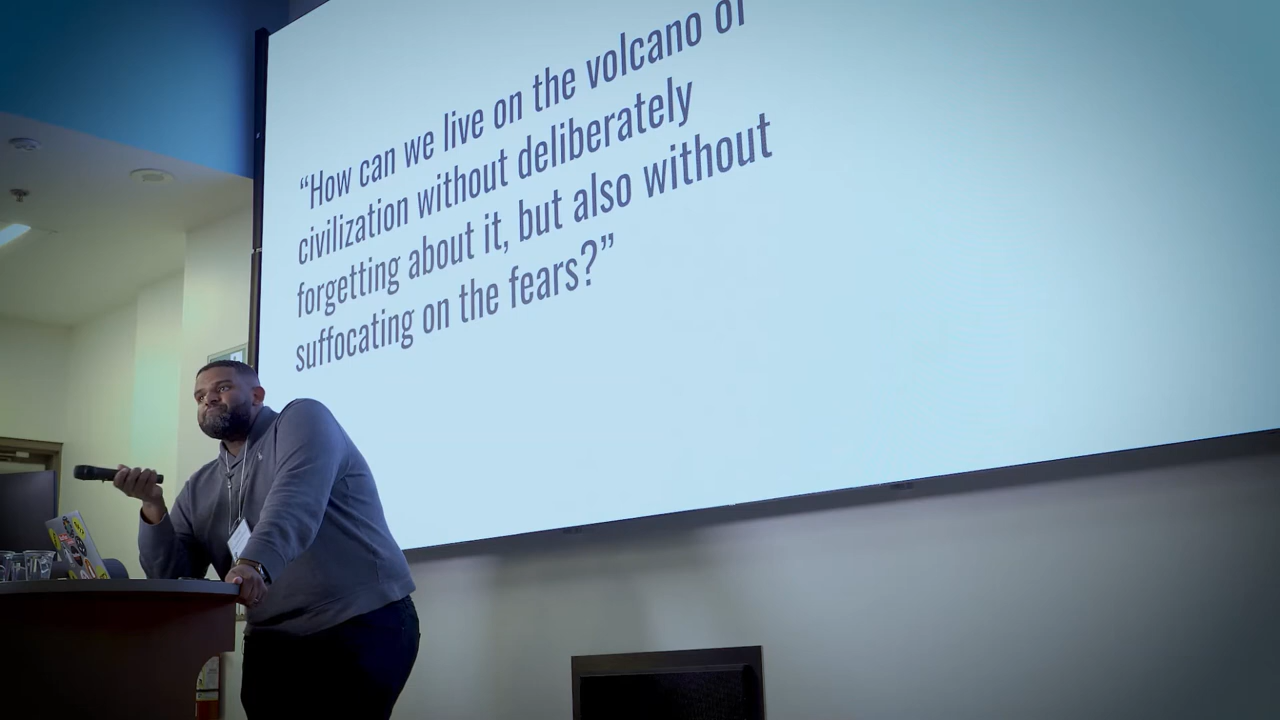 “How can we live on the volcano of
civilization without deliberately
forgetting about it, but also without
suffocating on the fears?”